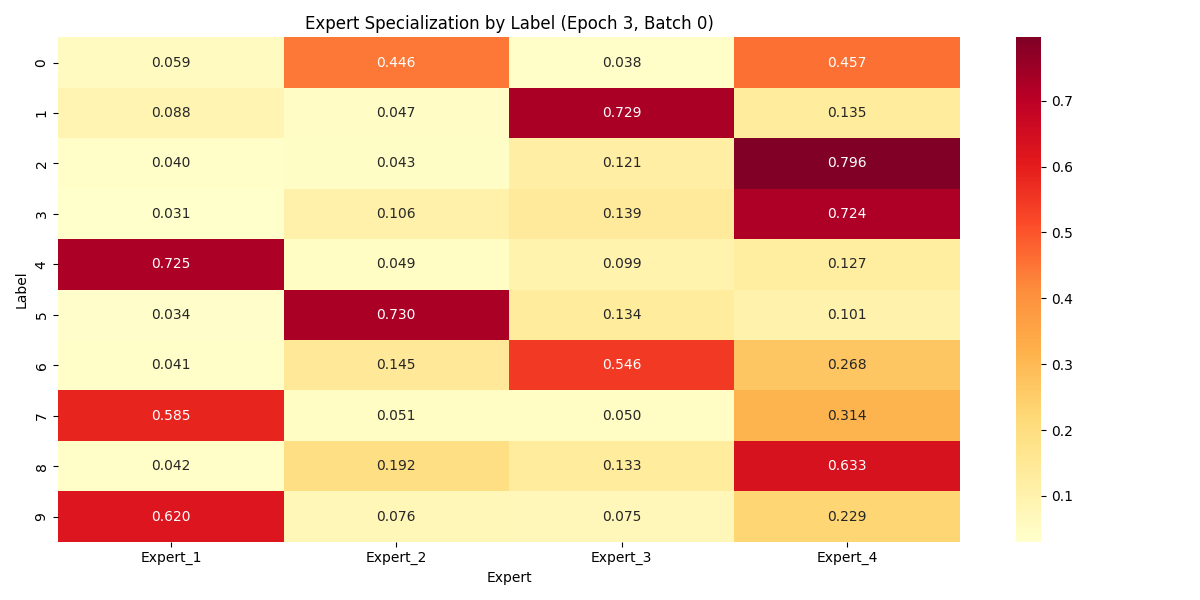 Expert Specialization by Label (Epoch 3, Batch 0)
0 0.059 0.446 0.038 0.457
1 0.088 0.047 0.729 0.135
2 0.040 0.043 0.121 0.796
3 0.031 0.106 0.139 0.724
4 0.725 0.049 0.099 0.127
5 0.034 0.730 0.134 0.101
6 0.041 0.145 0.546 0.268
7 0.585 0.051 0.050 0.314
8 0.042 0.192 0.133 0.633
9 0.620 0.076 0.075 0.229
Label
Expert_1 Expert_2 Expert_3 Expert_4
Expert
0.7
0.6
0.5
0.4
0.3
0.2
0.1